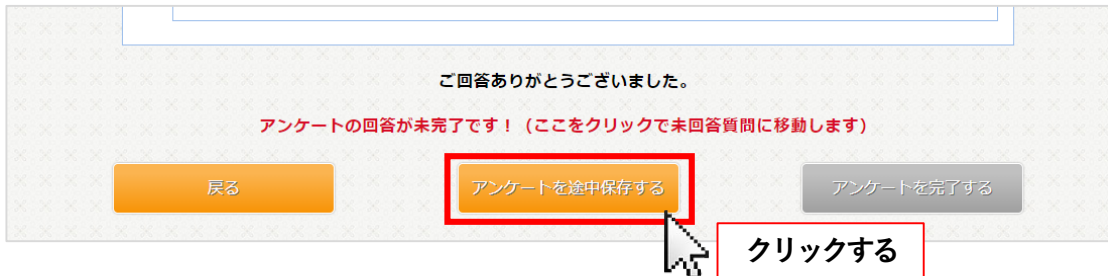 ご回答ありがとうございました。
アンケートの回答が未完了です！（ここをクリックで未回答質問に移動します）
戻る
アンケートを途中保存する
アンケートを完了する
クリックする